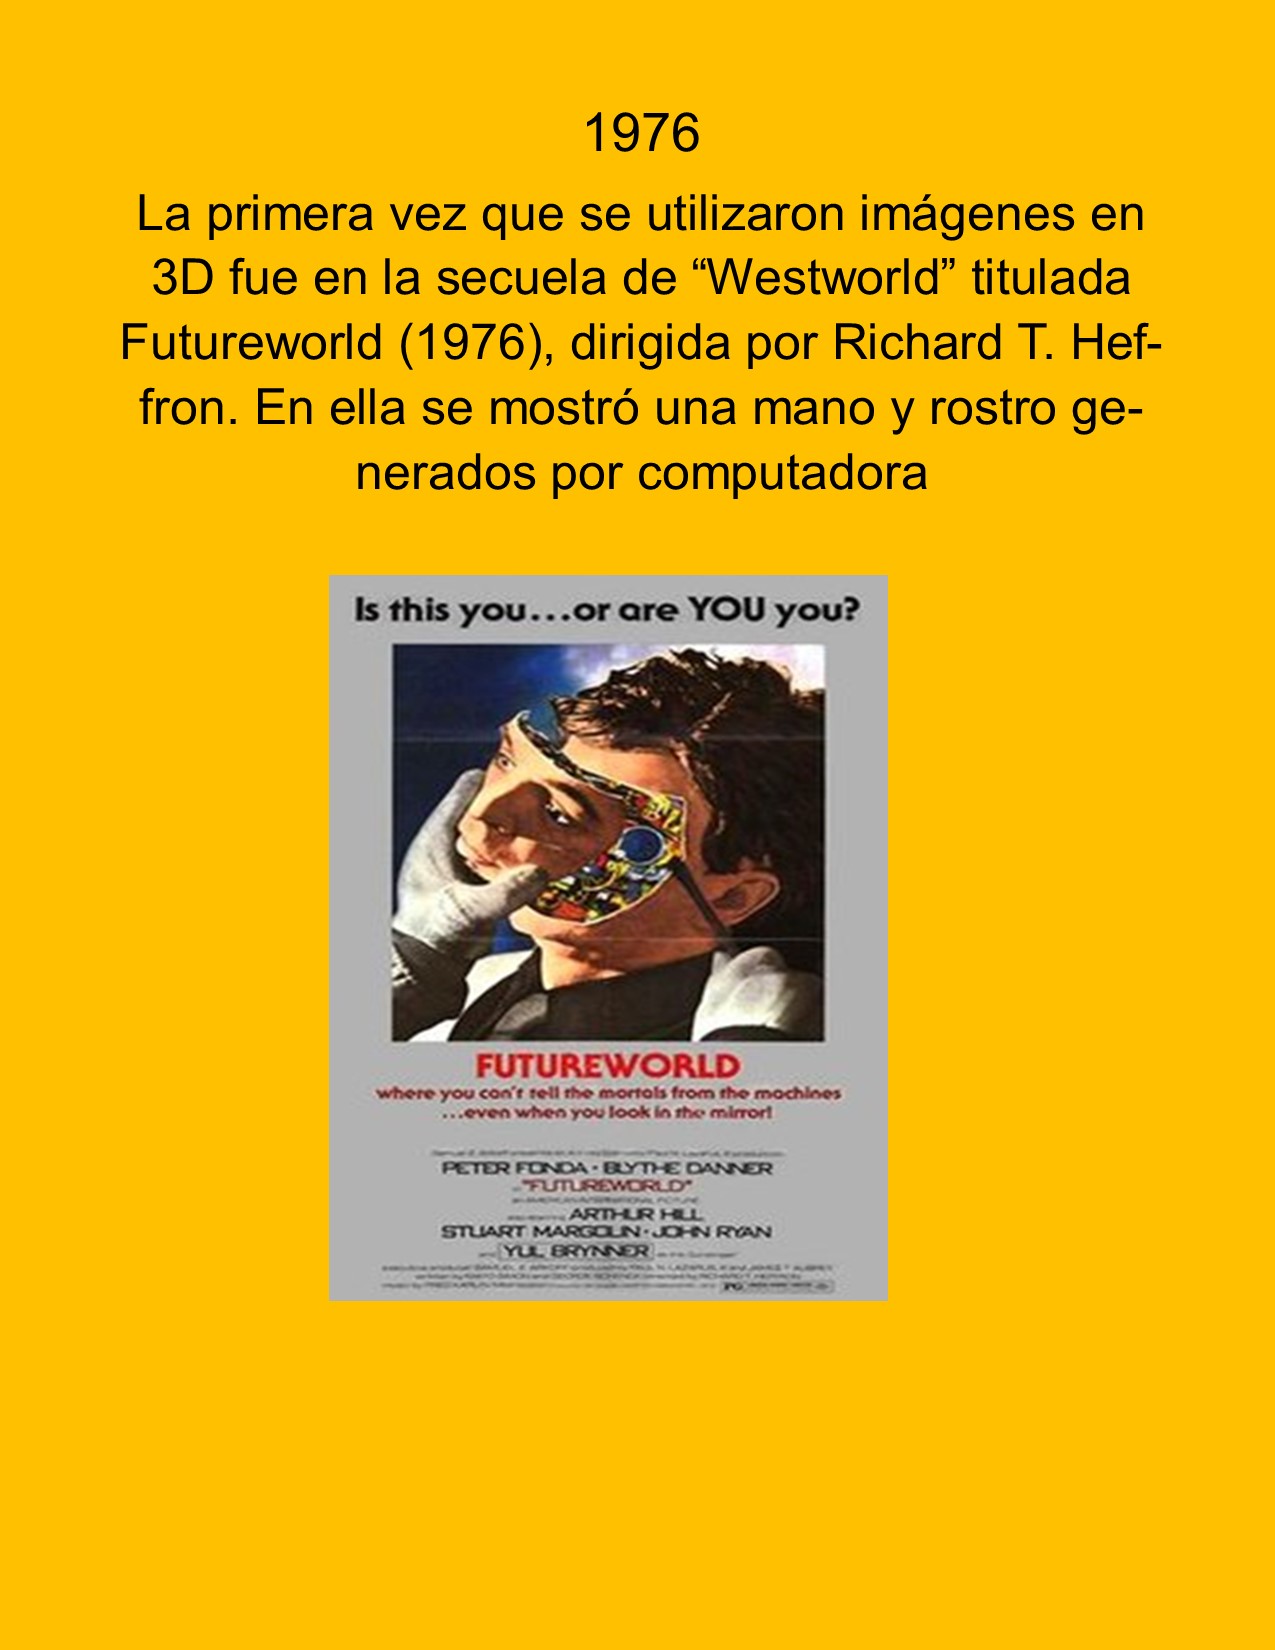 1976
La primera vez que se utilizaron imágenes en
3D fue en la secuela de “Westworld” titulada
Futureworld (1976), dirigida por Richard T. Hef-
fron. En ella se mostró una mano y rostro ge-
nerados por computadora
Is this you...or are YOU you?
FUTUREWORLD
where you can't tell the mortals from the machines
...even when you look in the mirror!
PETER FONDA · BLYTHE DANNER
"FUTUREWORLD"
ARTHUR HILL
STUART MARGOLIN · JOHN RYAN
YUL BRYNNER
PG